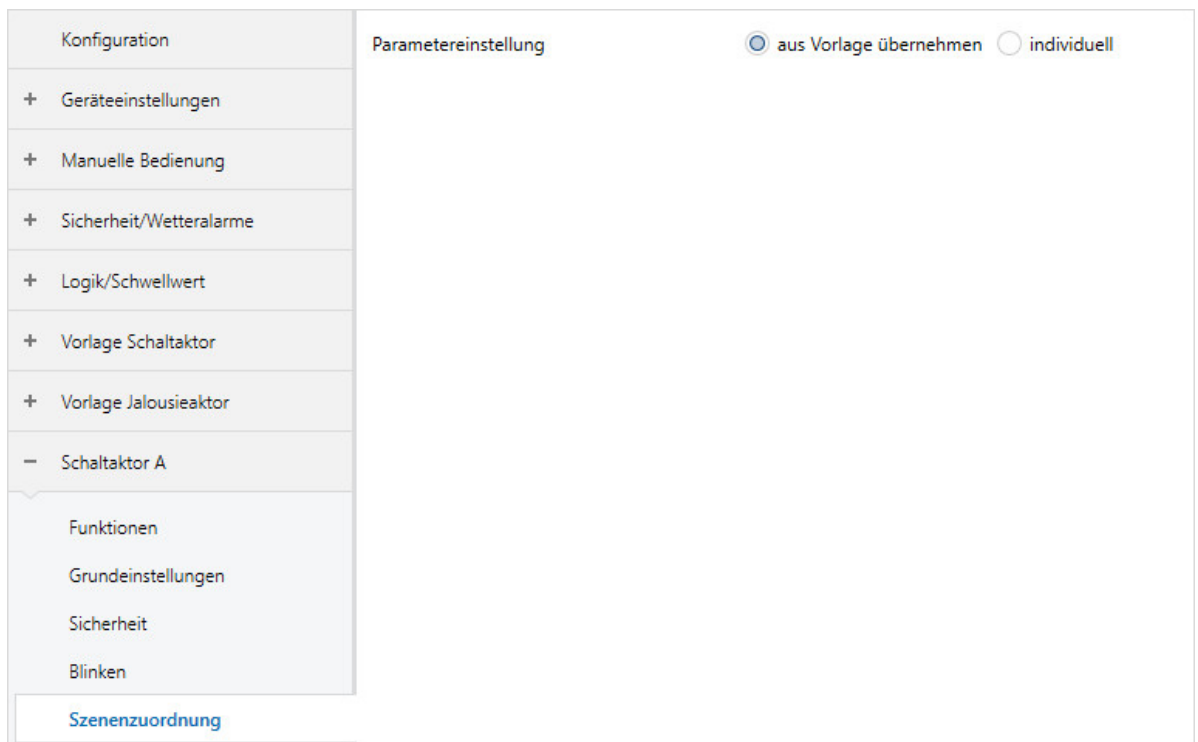 Konfiguration
Parametereinstellung aus Vorlage übernehmen individuell
+ Geräteeinstellungen
+ Manuelle Bedienung
+ Sicherheit/Wetteralarme
+ Logik/Schwellwert
+ Vorlage Schaltaktor
+ Vorlage Jalousieaktor
− Schaltaktor A
Funktionen
Grundeinstellungen
Sicherheit
Blinken
Szenenzuordnung